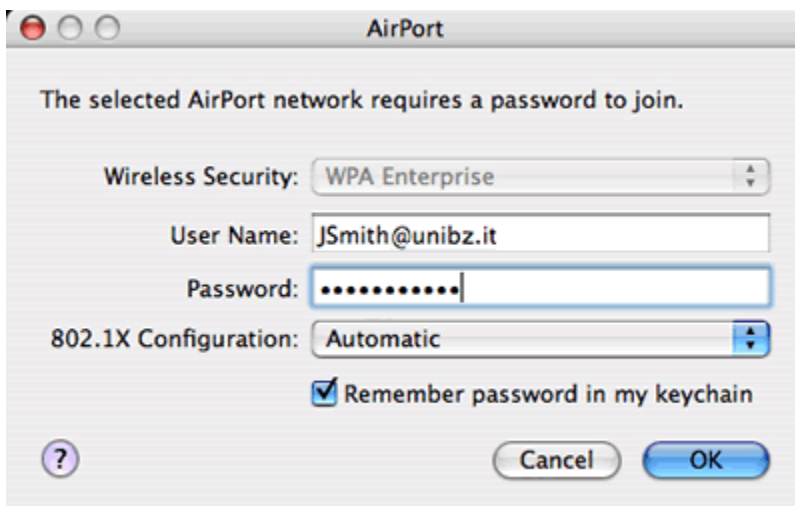 AirPort
The selected AirPort network requires a password to join.
Wireless Security: WPA Enterprise
User Name: JSmith@unibz.it
Password: •••••••••••
802.1X Configuration: Automatic
Remember password in my keychain
? Cancel OK